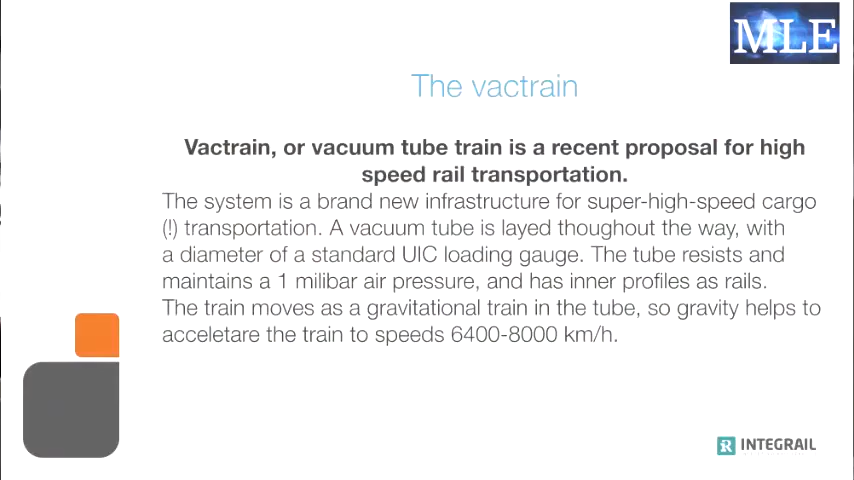 MLE
The vactrain
Vactrain, or vacuum tube train is a recent proposal for high
speed rail transportation.
The system is a brand new infrastructure for super-high-speed cargo
(!) transportation. A vacuum tube is layed thoughout the way, with
a diameter of a standard UIC loading gauge. The tube resists and
maintains a 1 milibar air pressure, and has inner profiles as rails.
The train moves as a gravitational train in the tube, so gravity helps to
acceletare the train to speeds 6400-8000 km/h.
R INTEGRAIL